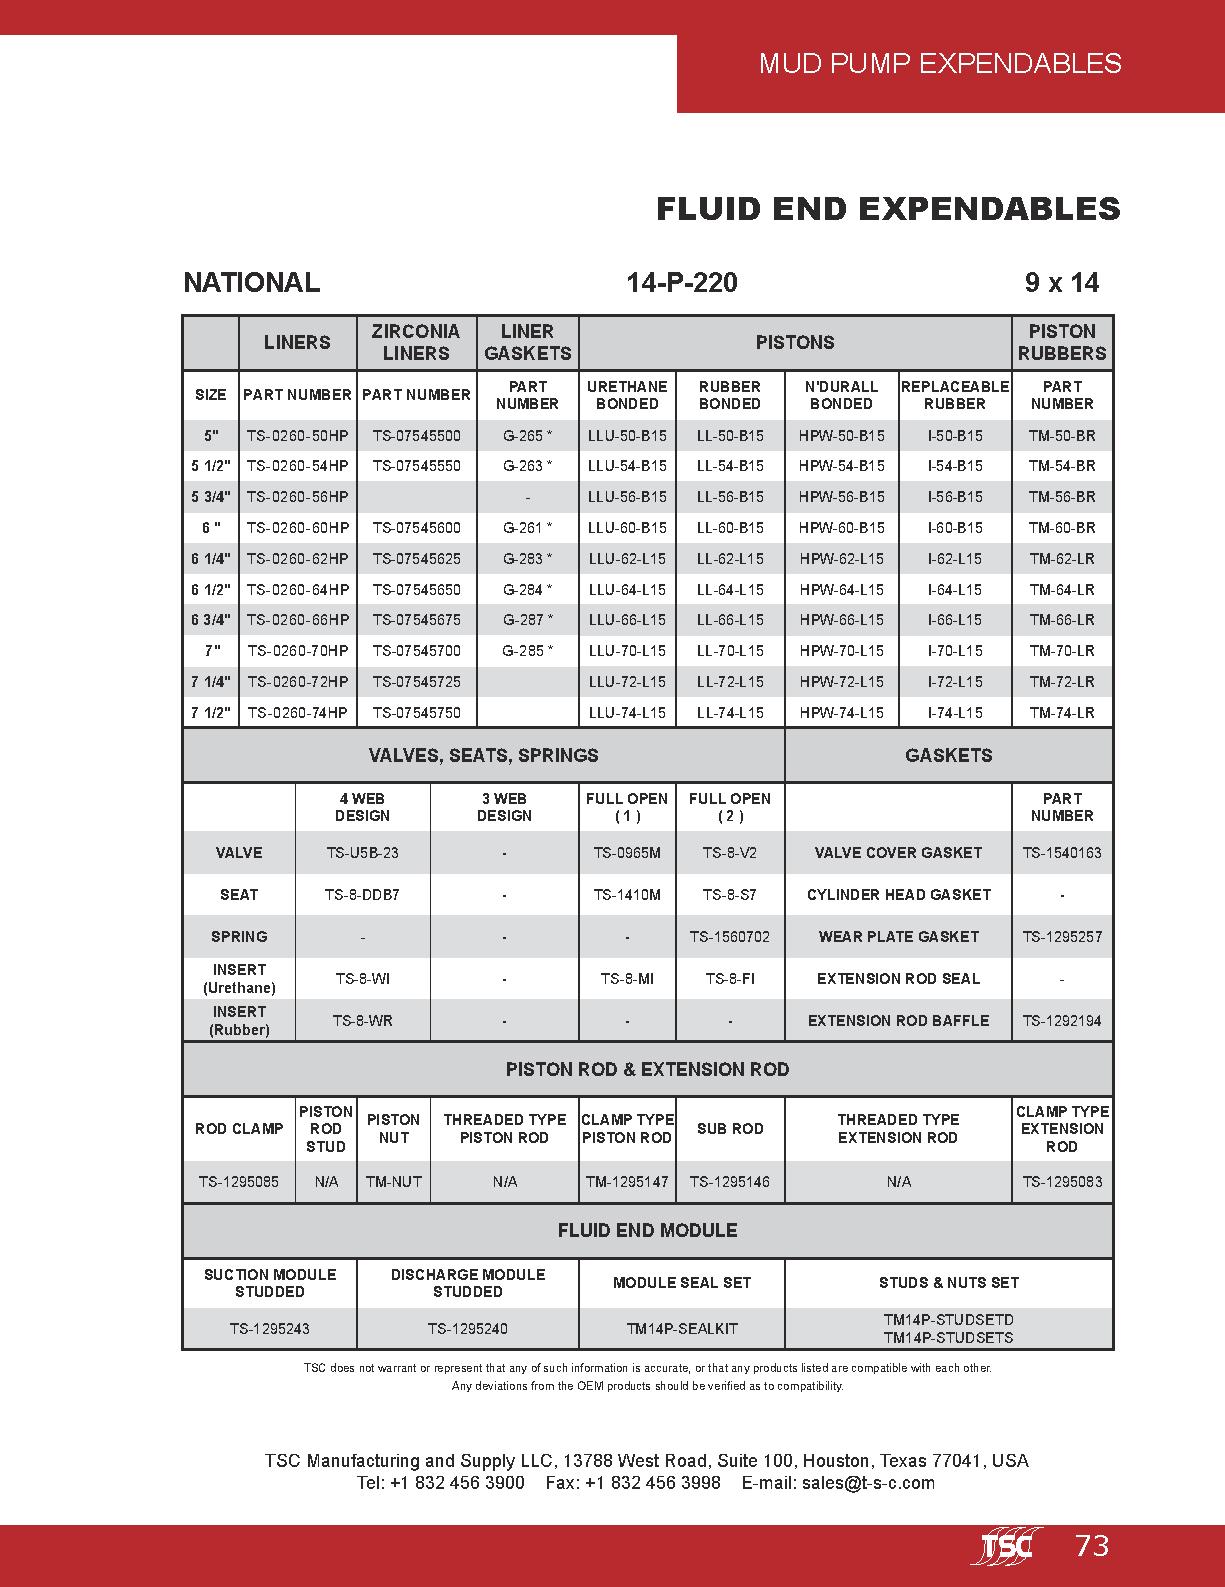 MUD PUMP EXPENDABLES
FLUID END EXPENDABLES
NATIONAL 14-P-220 9 x 14
LINERS ZIRCONIA LINERS LINER GASKETS PISTONS PISTON RUBBERS
SIZE PART NUMBER PART NUMBER PART NUMBER URETHANE BONDED RUBBER BONDED N'DURALL BONDED REPLACEABLE RUBBER PART NUMBER
5" TS-0260-50HP TS-07545500 G-265 * LLU-50-B15 LL-50-B15 HPW-50-B15 I-50-B15 TM-50-BR
5 1/2" TS-0260-54HP TS-07545550 G-263 * LLU-54-B15 LL-54-B15 HPW-54-B15 I-54-B15 TM-54-BR
5 3/4" TS-0260-56HP - LLU-56-B15 LL-56-B15 HPW-56-B15 I-56-B15 TM-56-BR
6 " TS-0260-60HP TS-07545600 G-261 * LLU-60-B15 LL-60-B15 HPW-60-B15 I-60-B15 TM-60-BR
6 1/4" TS-0260-62HP TS-07545625 G-283 * LLU-62-L15 LL-62-L15 HPW-62-L15 I-62-L15 TM-62-LR
6 1/2" TS-0260-64HP TS-07545650 G-284 * LLU-64-L15 LL-64-L15 HPW-64-L15 I-64-L15 TM-64-LR
6 3/4" TS-0260-66HP TS-07545675 G-287 * LLU-66-L15 LL-66-L15 HPW-66-L15 I-66-L15 TM-66-LR
7" TS-0260-70HP TS-07545700 G-285 * LLU-70-L15 LL-70-L15 HPW-70-L15 I-70-L15 TM-70-LR
7 1/4" TS-0260-72HP TS-07545725 LLU-72-L15 LL-72-L15 HPW-72-L15 I-72-L15 TM-72-LR
7 1/2" TS-0260-74HP TS-07545750 LLU-74-L15 LL-74-L15 HPW-74-L15 I-74-L15 TM-74-LR
VALVES, SEATS, SPRINGS GASKETS
4 WEB DESIGN 3 WEB DESIGN FULL OPEN ( 1 ) FULL OPEN ( 2 ) PART NUMBER
VALVE TS-U5B-23 - TS-0965M TS-8-V2 VALVE COVER GASKET TS-1540163
SEAT TS-8-DDB7 - TS-1410M TS-8-S7 CYLINDER HEAD GASKET -
SPRING - - - TS-1560702 WEAR PLATE GASKET TS-1295257
INSERT (Urethane) TS-8-WI - TS-8-MI TS-8-FI EXTENSION ROD SEAL -
INSERT (Rubber) TS-8-WR - - - EXTENSION ROD BAFFLE TS-1292194
PISTON ROD & EXTENSION ROD
ROD CLAMP PISTON ROD STUD PISTON NUT THREADED TYPE PISTON ROD CLAMP TYPE PISTON ROD SUB ROD THREADED TYPE EXTENSION ROD CLAMP TYPE EXTENSION ROD
TS-1295085 N/A TM-NUT N/A TM-1295147 TS-1295146 N/A TS-1295083
FLUID END MODULE
SUCTION MODULE STUDDED DISCHARGE MODULE STUDDED MODULE SEAL SET STUDS & NUTS SET
TS-1295243 TS-1295240 TM14P-SEALKIT TM14P-STUDSETD
TM14P-STUDSETS
TSC does not warrant or represent that any of such information is accurate, or that any products listed are compatible with each other.
Any deviations from the OEM products should be verified as to compatibility.
TSC Manufacturing and Supply LLC, 13788 West Road, Suite 100, Houston, Texas 77041, USA
Tel: +1 832 456 3900 Fax: +1 832 456 3998 E-mail: sales@t-s-c.com
TSC 73